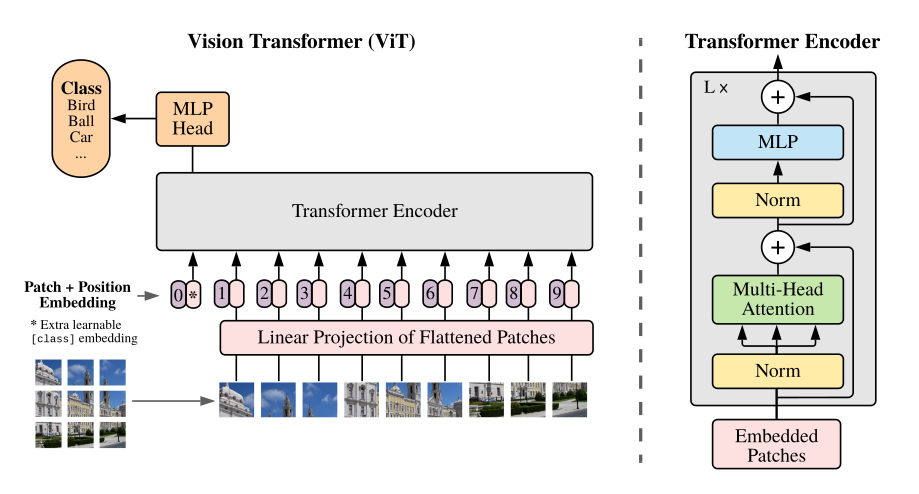 Vision Transformer (ViT)
Class
Bird
Ball
Car
...
MLP
Head
Transformer Encoder
0 * 1 2 3 4 5 6 7 8 9
Patch + Position
Embedding
* Extra learnable
[class] embedding
Linear Projection of Flattened Patches
Transformer Encoder
L x
+
MLP
Norm
+
Multi-Head
Attention
Norm
Embedded
Patches